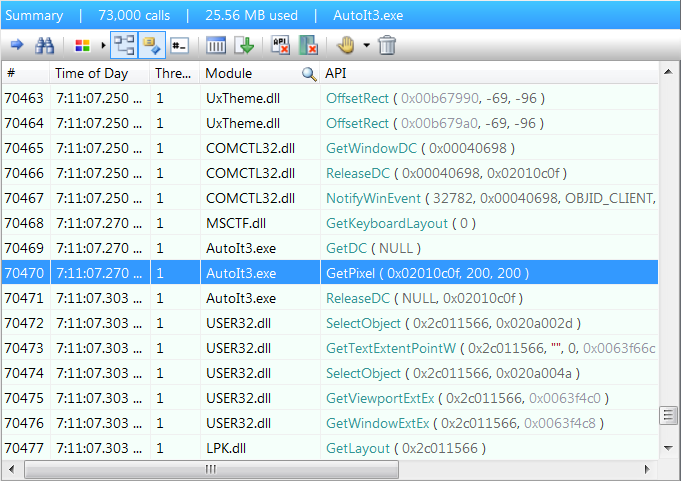 Summary | 73,000 calls | 25.56 MB used | AutoIt3.exe
# Time of Day Thre... Module API
70463 7:11:07.250 ... 1 UxTheme.dll OffsetRect ( 0x00b67990, -69, -96 )
70464 7:11:07.250 ... 1 UxTheme.dll OffsetRect ( 0x00b679a0, -69, -96 )
70465 7:11:07.250 ... 1 COMCTL32.dll GetWindowDC ( 0x00040698 )
70466 7:11:07.250 ... 1 COMCTL32.dll ReleaseDC ( 0x00040698, 0x02010c0f )
70467 7:11:07.250 ... 1 COMCTL32.dll NotifyWinEvent ( 32782, 0x00040698, OBJID_CLIENT,
70468 7:11:07.270 ... 1 MSCTF.dll GetKeyboardLayout ( 0 )
70469 7:11:07.270 ... 1 AutoIt3.exe GetDC ( NULL )
70470 7:11:07.270 ... 1 AutoIt3.exe GetPixel ( 0x02010c0f, 200, 200 )
70471 7:11:07.303 ... 1 AutoIt3.exe ReleaseDC ( NULL, 0x02010c0f )
70472 7:11:07.303 ... 1 USER32.dll SelectObject ( 0x2c011566, 0x020a002d )
70473 7:11:07.303 ... 1 USER32.dll GetTextExtentPointW ( 0x2c011566, "", 0, 0x0063f66c
70474 7:11:07.303 ... 1 USER32.dll SelectObject ( 0x2c011566, 0x020a004a )
70475 7:11:07.303 ... 1 USER32.dll GetViewportExtEx ( 0x2c011566, 0x0063f4c0 )
70476 7:11:07.303 ... 1 USER32.dll GetWindowExtEx ( 0x2c011566, 0x0063f4c8 )
70477 7:11:07.303 ... 1 LPK.dll GetLayout ( 0x2c011566 )